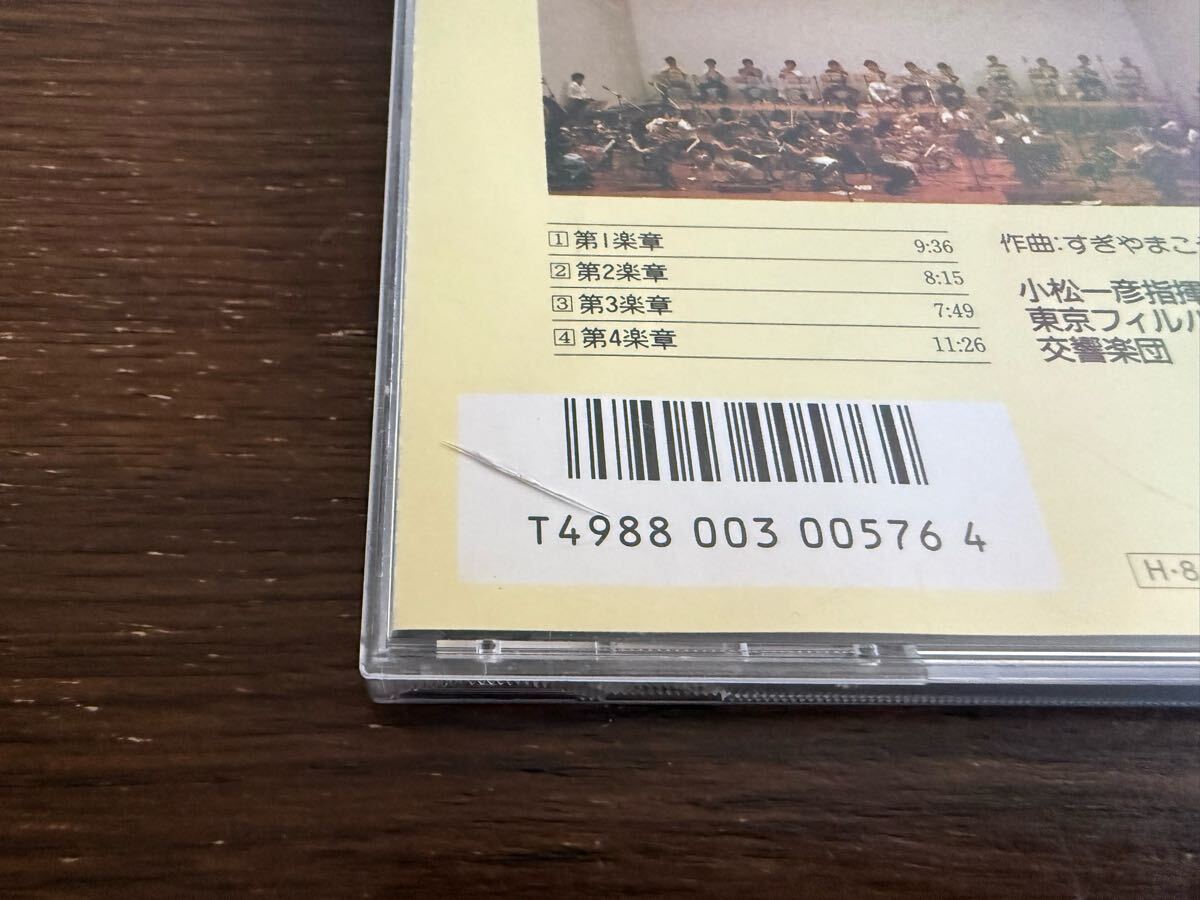 1 第1楽章 9:36
2 第2楽章 8:15
3 第3楽章 7:49
4 第4楽章 11:26
作曲:すぎやまこ
小松一彦指揮
東京フィルハ
交響楽団
T4988 003 005764
H·8